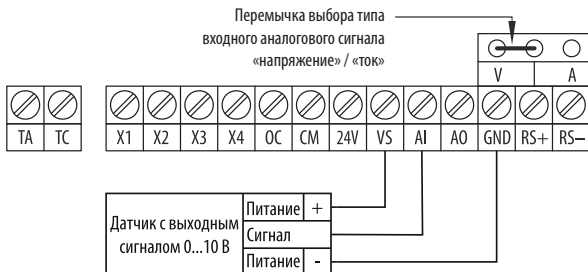 Перемычка выбора типа
входного аналогового сигнала
«напряжение» / «ток»
V A
TA TC X1 X2 X3 X4 OC CM 24V VS AI AO GND RS+ RS–
Датчик с выходным
сигналом 0...10 В
Питание +
Сигнал
Питание -